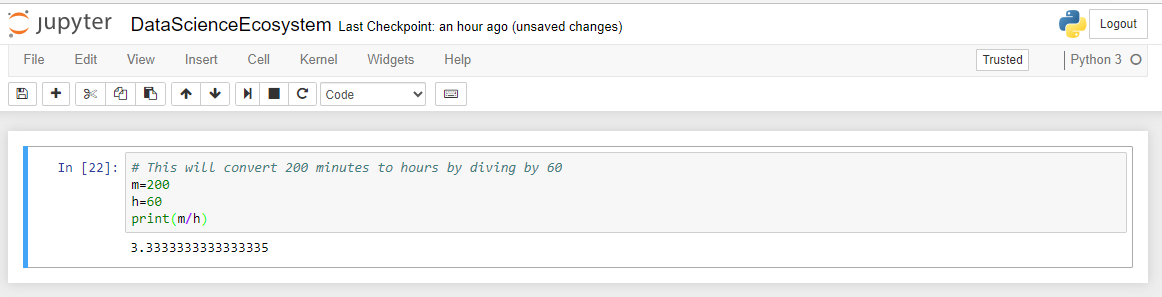 jupyter DataScienceEcosystem Last Checkpoint: an hour ago (unsaved changes) Logout
File Edit View Insert Cell Kernel Widgets Help Trusted Python 3
Code
In [22]: # This will convert 200 minutes to hours by diving by 60
m=200
h=60
print(m/h)
3.3333333333333335